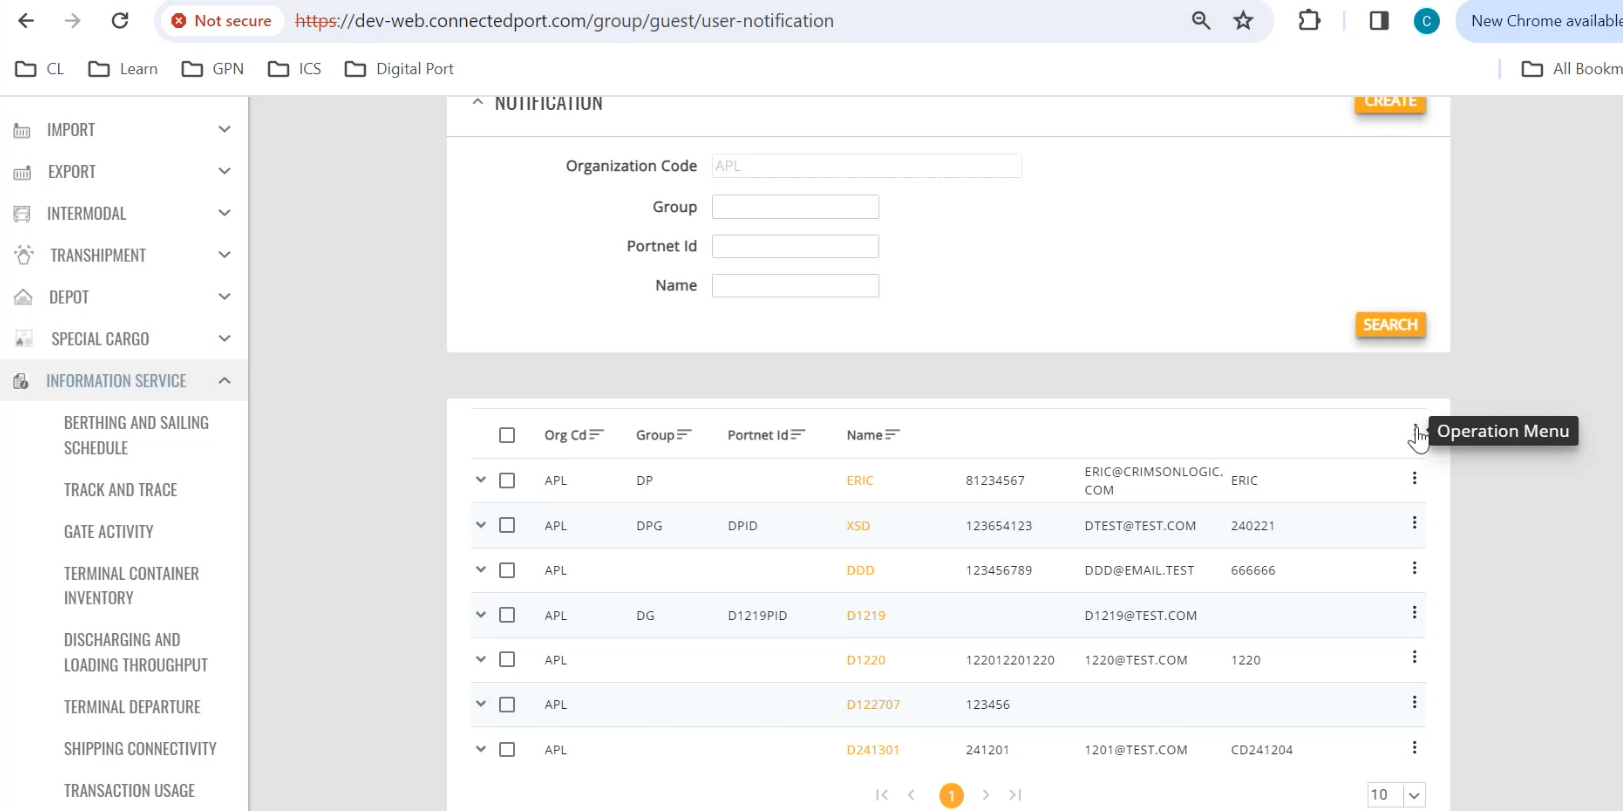 Not secure https://dev-web.connectedport.com/group/guest/user-notification C New Chrome available
CL Learn GPN ICS Digital Port All Bookm
IMPORT
EXPORT
INTERMODAL
TRANSHIPMENT
DEPOT
SPECIAL CARGO
INFORMATION SERVICE
BERTHING AND SAILING
SCHEDULE
TRACK AND TRACE
GATE ACTIVITY
TERMINAL CONTAINER
INVENTORY
DISCHARGING AND
LOADING THROUGHPUT
TERMINAL DEPARTURE
SHIPPING CONNECTIVITY
TRANSACTION USAGE
NOTIFICATION CREATE
Organization Code APL
Group
Portnet Id
Name
SEARCH
Org Cd Group Portnet Id Name Operation Menu
APL DP ERIC 81234567 ERIC@CRIMSONLOGIC. ERIC
COM
APL DPG DPID XSD 123654123 DTEST@TEST.COM 240221
APL DDD 123456789 DDD@EMAIL.TEST 666666
APL DG D1219PID D1219 D1219@TEST.COM
APL D1220 122012201220 1220@TEST.COM 1220
APL D122707 123456
APL D241301 241201 1201@TEST.COM CD241204
1 10